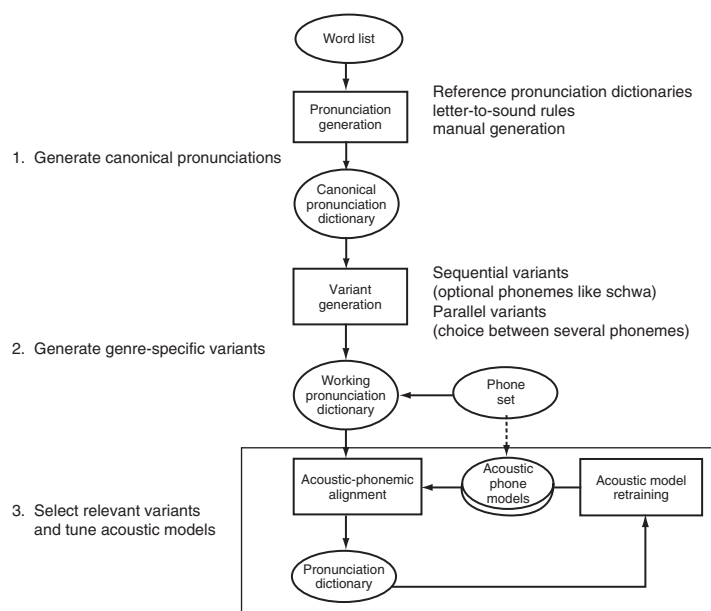 Word list
Pronunciation
generation
Reference pronunciation dictionaries
letter-to-sound rules
manual generation
1. Generate canonical pronunciations
Canonical
pronunciation
dictionary
Variant
generation
Sequential variants
(optional phonemes like schwa)
Parallel variants
(choice between several phonemes)
2. Generate genre-specific variants
Working
pronunciation
dictionary
Phone
set
Acoustic-phonemic
alignment
Acoustic
phone
models
Acoustic model
retraining
3. Select relevant variants
and tune acoustic models
Pronunciation
dictionary